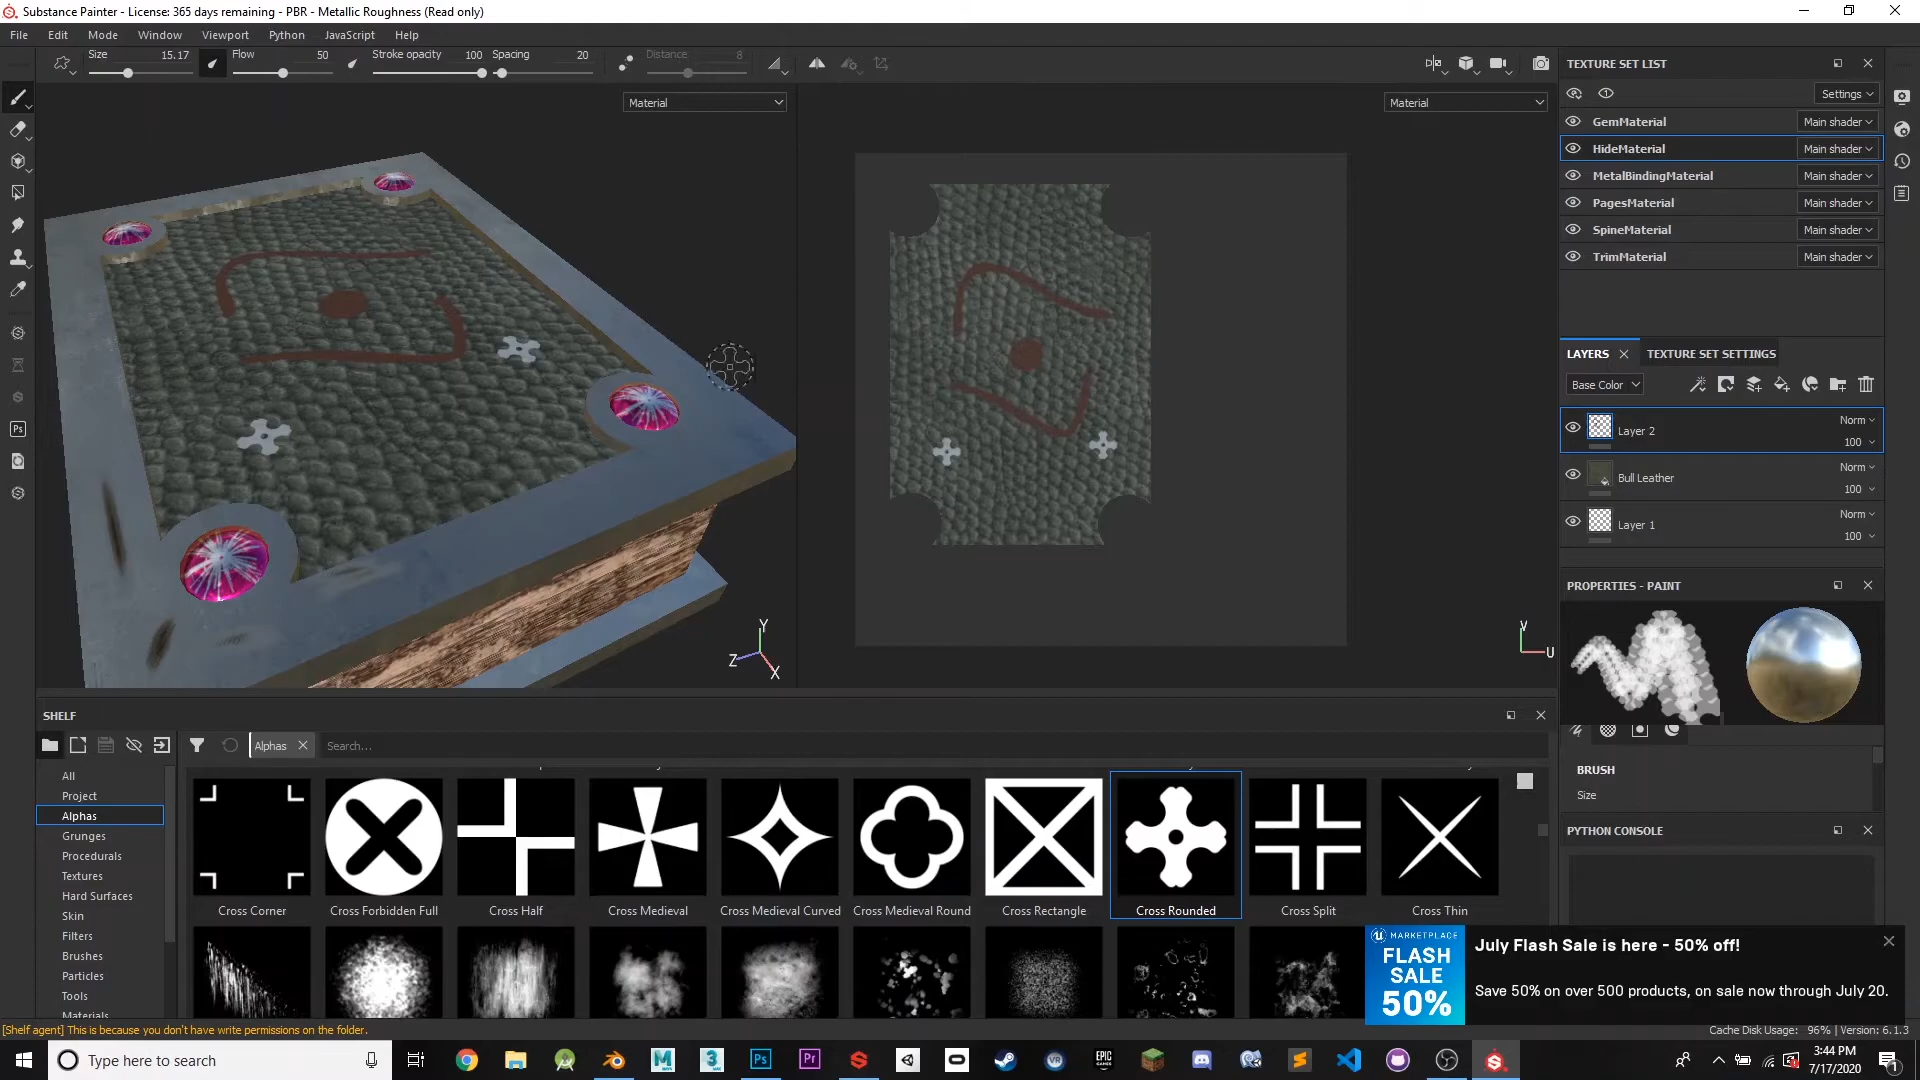 Substance Painter - License: 365 days remaining - PBR - Metallic Roughness (Read only)
File Edit Mode Window Viewport Python JavaScript Help
Size 15.17 Flow 50 Stroke opacity 100 Spacing 20 Distance 8
Material
Material
Y
Z
X
V
U
TEXTURE SET LIST
Settings
GemMaterial Main shader
HideMaterial Main shader
MetalBindingMaterial Main shader
PagesMaterial Main shader
SpineMaterial Main shader
TrimMaterial Main shader
LAYERS TEXTURE SET SETTINGS
Base Color
Layer 2 Norm 100
Bull Leather Norm 100
Layer 1 Norm 100
PROPERTIES - PAINT
BRUSH
Size
PYTHON CONSOLE
SHELF
Alphas Search...
All
Project
Alphas
Grunges
Procedurals
Textures
Hard Surfaces
Skin
Filters
Brushes
Particles
Tools
Materials
Cross Corner Cross Forbidden Full Cross Half Cross Medieval Cross Medieval Curved Cross Medieval Round Cross Rectangle Cross Rounded Cross Split Cross Thin
MARKETPLACE
FLASH
SALE
50%
July Flash Sale is here - 50% off!
Save 50% on over 500 products, on sale now through July 20.
[Shelf agent] This is because you don't have write permissions on the folder.
Cache Disk Usage: 96% | Version: 6.1.3
Type here to search
Ps
M
3
Ps
Pr
VR
EPIC
GAMES
3:44 PM
7/17/2020
1